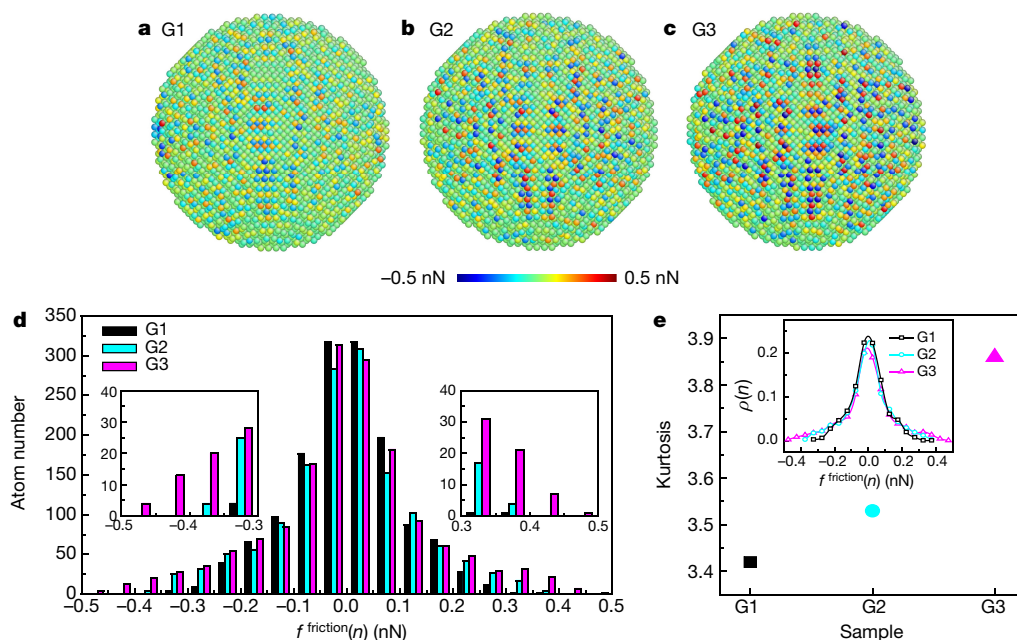 a G1
b G2
c G3
−0.5 nN 0.5 nN
d
Atom number
350
300
250
200
150
100
50
0
G1
G2
G3
40
30
20
10
0
−0.5 −0.4 −0.3
40
30
20
10
0
0.3 0.4 0.5
−0.5 −0.4 −0.3 −0.2 −0.1 0.0 0.1 0.2 0.3 0.4 0.5
f friction(n) (nN)
e
Kurtosis
3.9
3.8
3.7
3.6
3.5
3.4
ρ(n)
0.2
0.1
0.0
G1
G2
G3
−0.4 −0.2 0.0 0.2 0.4
f friction(n) (nN)
G1 G2 G3
Sample